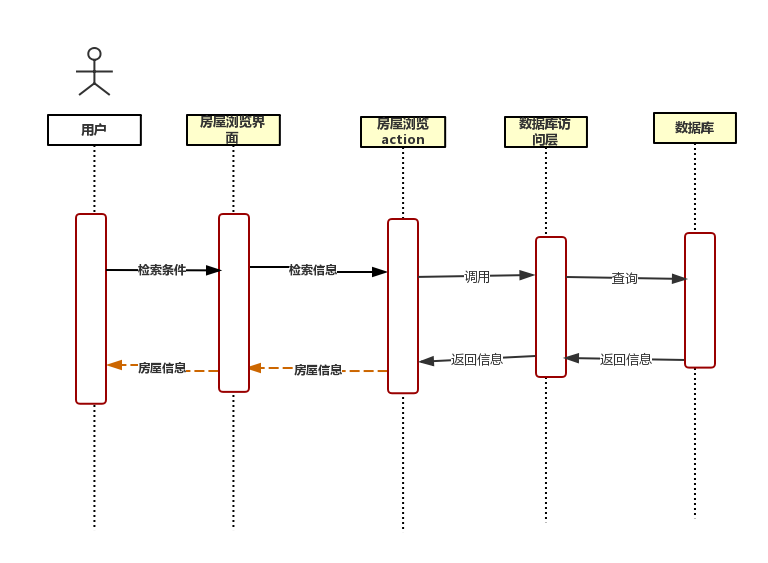 用户
房屋浏览界
面
房屋浏览
action
数据库访
问层
数据库
检索条件
检索信息
调用
查询
房屋信息
房屋信息
返回信息
返回信息